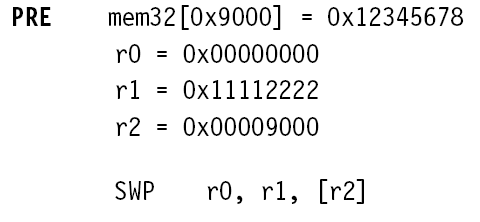 PRE mem32[0x9000] = 0x12345678
r0 = 0x00000000
r1 = 0x11112222
r2 = 0x00009000
SWP r0, r1, [r2]